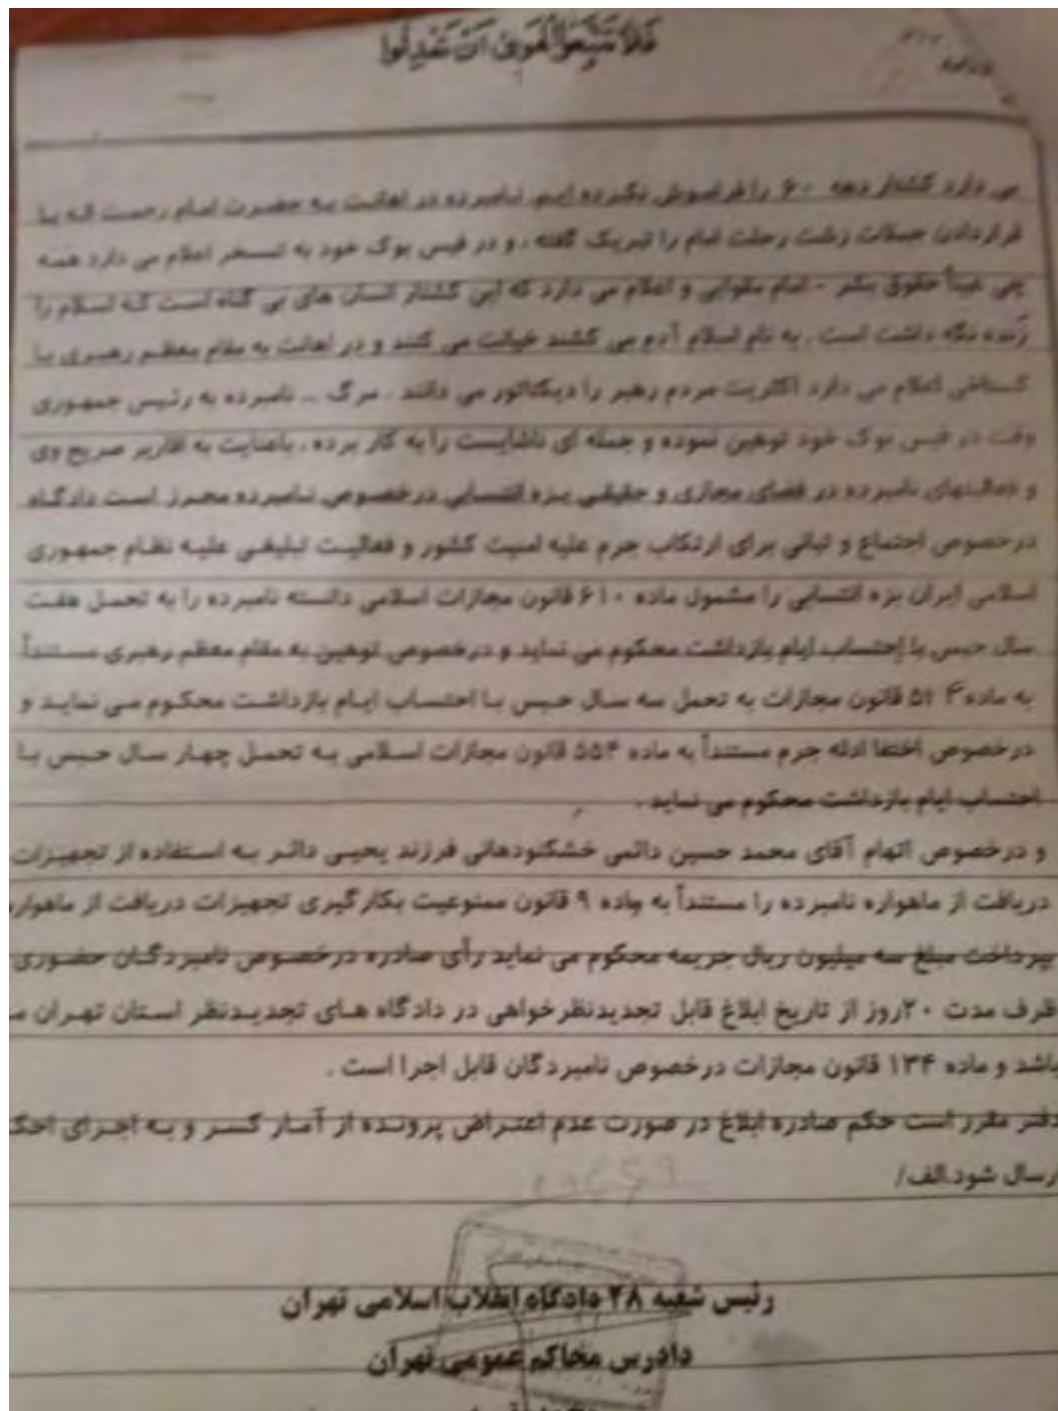 فلا تتبعوا الهوی ان تعدلوا
می دارد کشتار دهه ۶۰ را فراموش نکرده ایم. نامبرده در اهانت به حضرت امام رحمت اله با
قراردادن جملات زشت رحلت امام را تبریک گفته ، و در فیس بوک خود به تمسخر اعلام می دارد همه
چی حقوق بشر - امام مقوایی و اعلام می دارد که این کشتار انسان های بی گناه است که اسلام را
زنده نگه داشت است . به نام اسلام آدم می کشند خیانت می کنند و در اهانت به مقام معظم رهبری با
گستاخی اعلام می دارد اکثریت مردم رهبر را دیکتاتور می دانند . مرگ ... نامبرده به رئیس جمهوری
وقت در فیس بوک خود توهین نموده و جمله ای ناشایست را به کار برده . باعنایت به اقاریر صریح وی
و فعالیتهای نامبرده در فضای مجازی و حقیقی بزه انتسابی درخصوص نامبرده محرز است دادگاه
درخصوص اجتماع و تبانی برای ارتکاب جرم علیه امنیت کشور و فعالیت تبلیغی علیه نظام جمهوری
اسلامی ایران بزه انتسابی را مشمول ماده ۶۱۰ قانون مجازات اسلامی دانسته نامبرده را به تحمل هفت
سال حبس با احتساب ایام بازداشت محکوم می نماید و درخصوص توهین به مقام معظم رهبری مستنداً
به ماده ۵۱۴ قانون مجازات به تحمل سه سال حبس با احتساب ایام بازداشت محکوم می نماید و
درخصوص اختفا ادله جرم مستنداً به ماده ۵۵۴ قانون مجازات اسلامی به تحمل چهار سال حبس با
احتساب ایام بازداشت محکوم می نماید .
و درخصوص اتهام آقای محمد حسین دائمی خشکنودهانی فرزند یحیی دائر به استفاده از تجهیزات
دریافت از ماهواره نامبرده را مستنداً به ماده ۹ قانون ممنوعیت بکارگیری تجهیزات دریافت از ماهواره
بپرداخت مبلغ سه میلیون ریال جریمه محکوم می نماید رأی صادره درخصوص نامبردگان حضوری
ظرف مدت ۲۰روز از تاریخ ابلاغ قابل تجدیدنظرخواهی در دادگاه های تجدیدنظر استان تهران
باشد و ماده ۱۳۴ قانون مجازات درخصوص نامبردگان قابل اجرا است .
دفتر مقرر است حکم صادره ابلاغ در صورت عدم اعتراض پرونده از آمار کسر و به اجرای
ارسال شود.الف/
رئیس شعبه ۲۸ دادگاه انقلاب اسلامی تهران
دادرس محاکم عمومی تهران